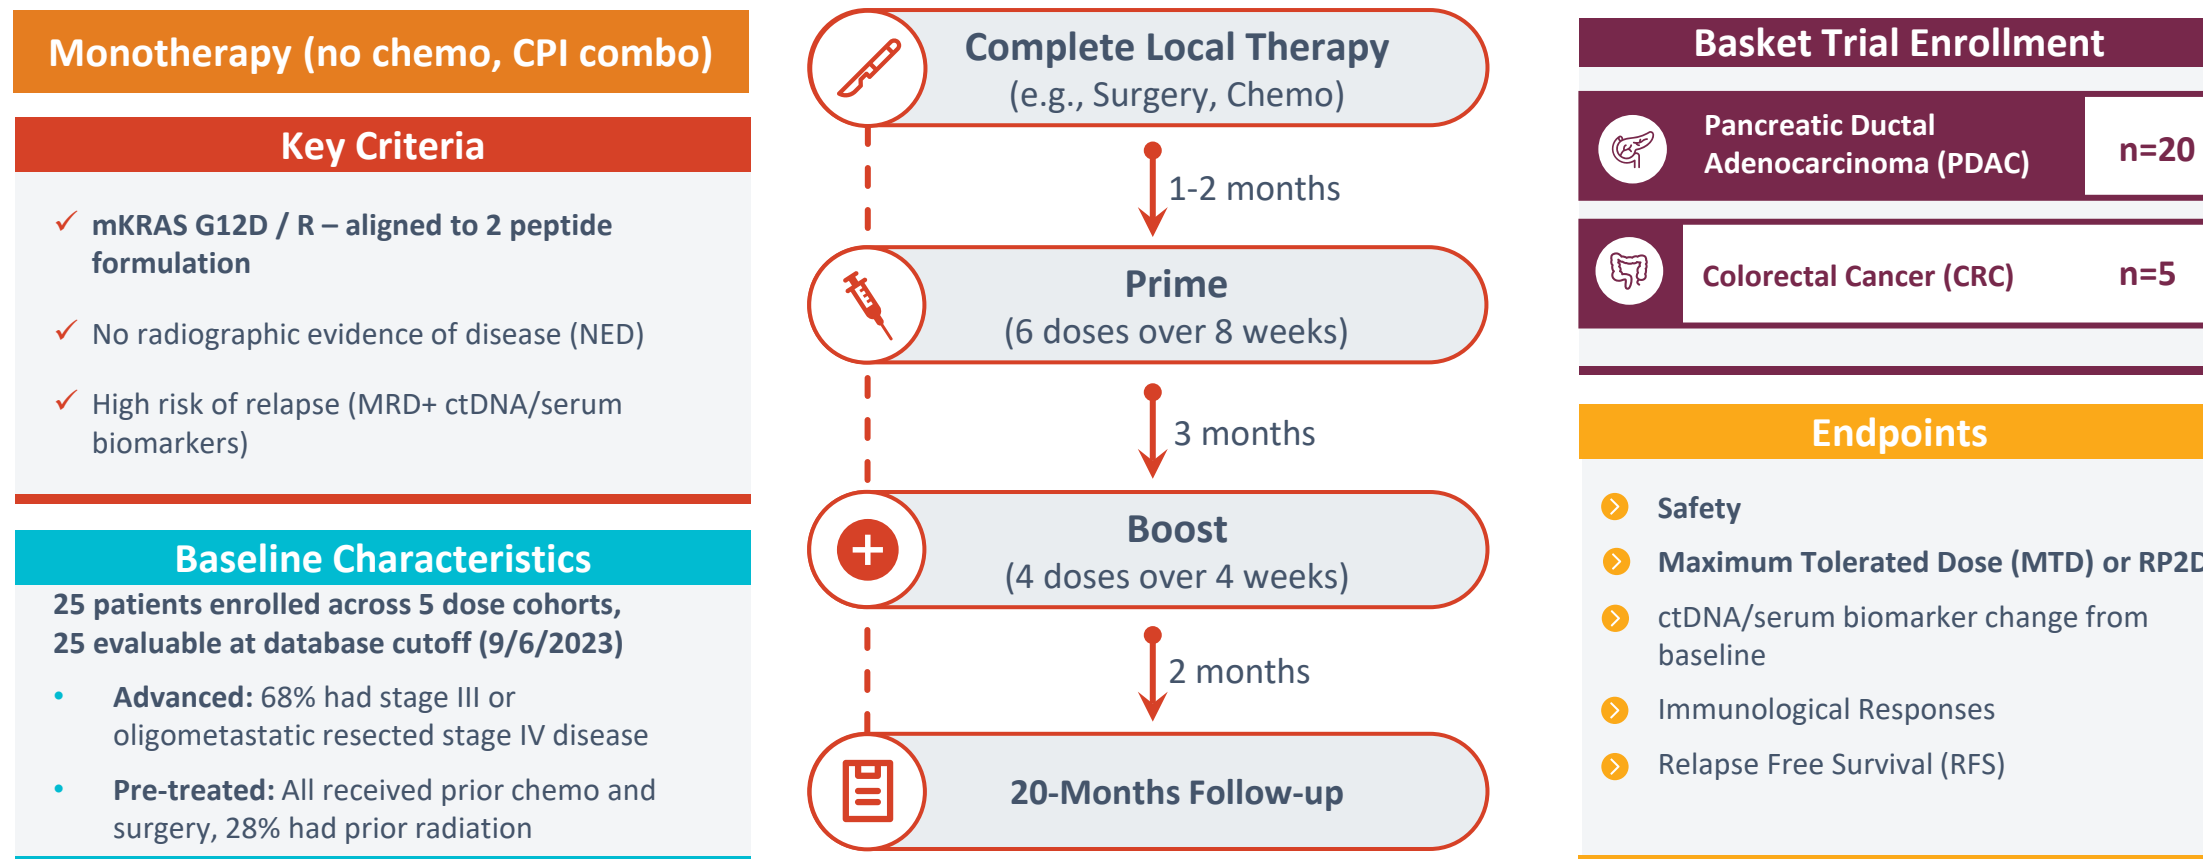 Monotherapy (no chemo, CPI combo)
Key Criteria
mKRAS G12D / R – aligned to 2 peptide
formulation
No radiographic evidence of disease (NED)
High risk of relapse (MRD+ ctDNA/serum
biomarkers)
Baseline Characteristics
25 patients enrolled across 5 dose cohorts,
25 evaluable at database cutoff (9/6/2023)
• Advanced: 68% had stage III or
oligometastatic resected stage IV disease
• Pre-treated: All received prior chemo and
surgery, 28% had prior radiation
Complete Local Therapy
(e.g., Surgery, Chemo)
1-2 months
Prime
(6 doses over 8 weeks)
3 months
Boost
(4 doses over 4 weeks)
2 months
20-Months Follow-up
Basket Trial Enrollment
Pancreatic Ductal
Adenocarcinoma (PDAC)
n=20
Colorectal Cancer (CRC)
n=5
Endpoints
Safety
Maximum Tolerated Dose (MTD) or RP2D
ctDNA/serum biomarker change from
baseline
Immunological Responses
Relapse Free Survival (RFS)